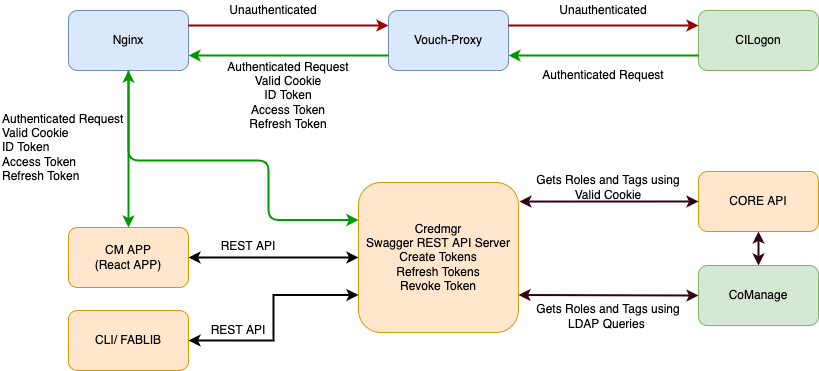 Unauthenticated
Unauthenticated
Nginx
Vouch-Proxy
CILogon
Authenticated Request
Valid Cookie
ID Token
Access Token
Refresh Token
Authenticated Request
Authenticated Request
Valid Cookie
ID Token
Access Token
Refresh Token
Gets Roles and Tags using
Valid Cookie
CORE API
Credmgr
Swagger REST API Server
Create Tokens
Refresh Tokens
Revoke Token
CM APP
(React APP)
REST API
CoManage
Gets Roles and Tags using
LDAP Queries
CLI/ FABLIB
REST API